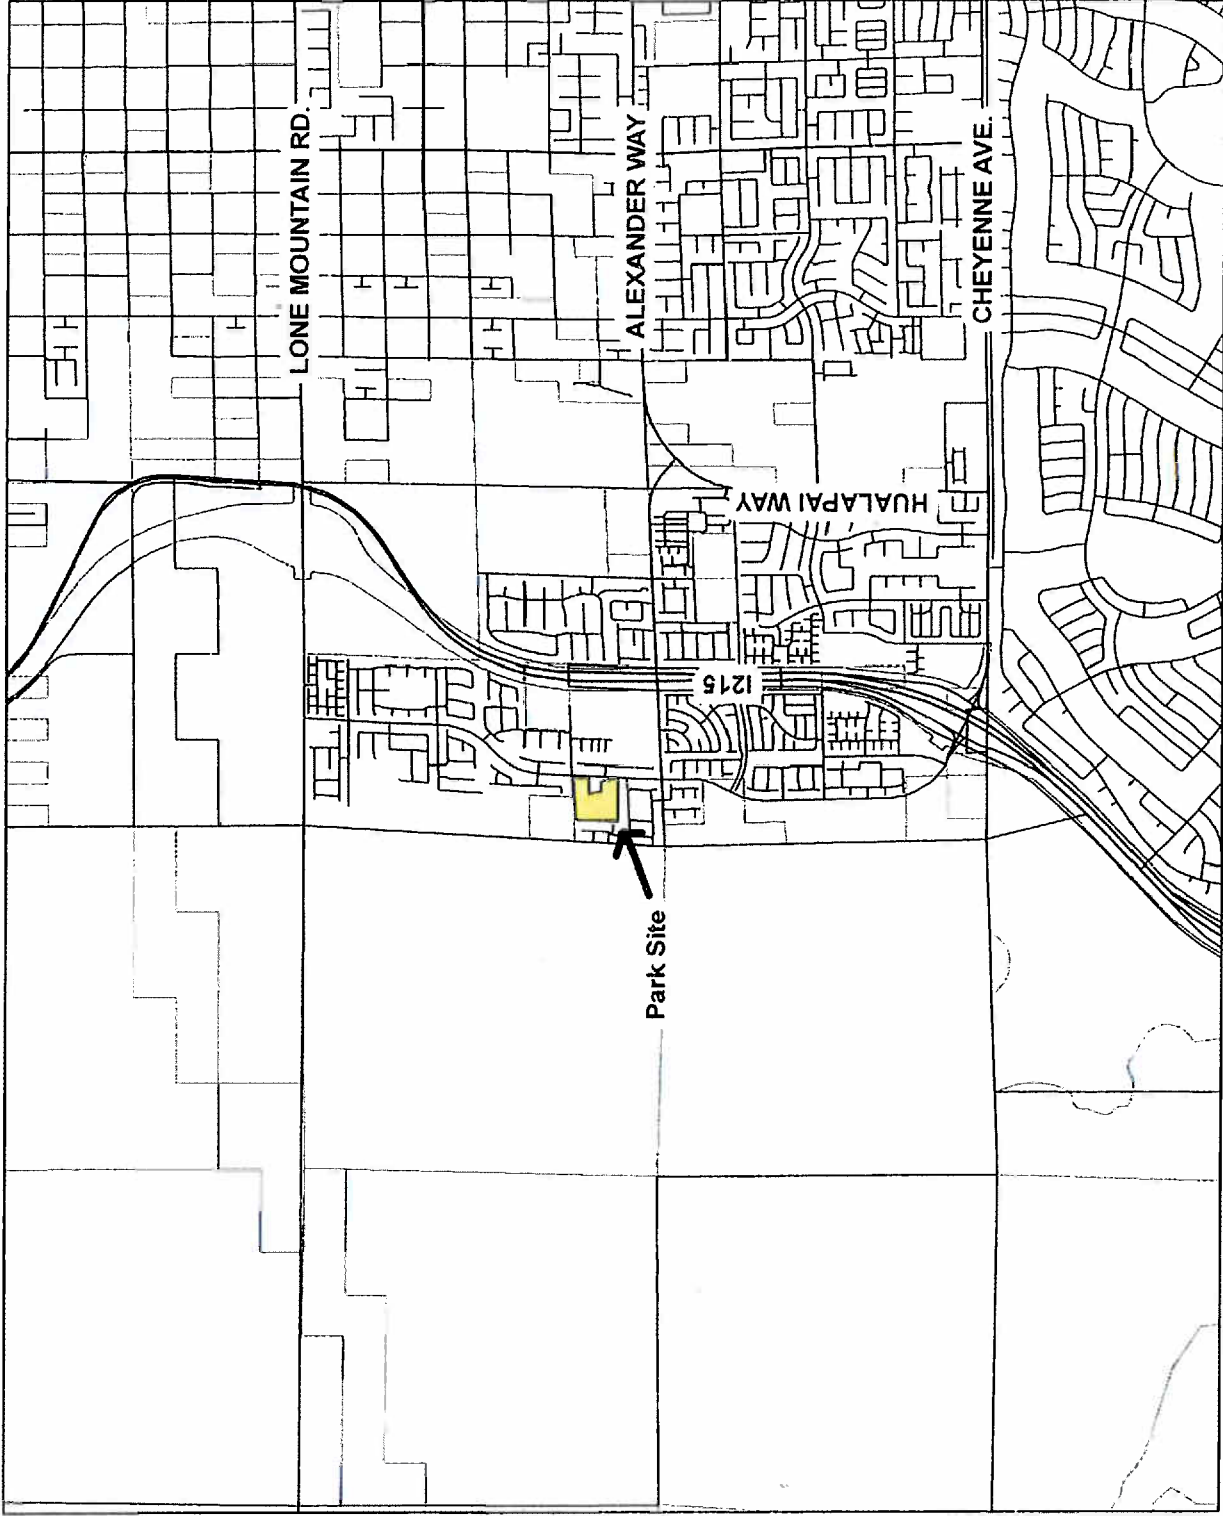 LONE MOUNTAIN RD.
ALEXANDER WAY
CHEYENNE AVE.
HUALAPAI WAY
I215
Park Site